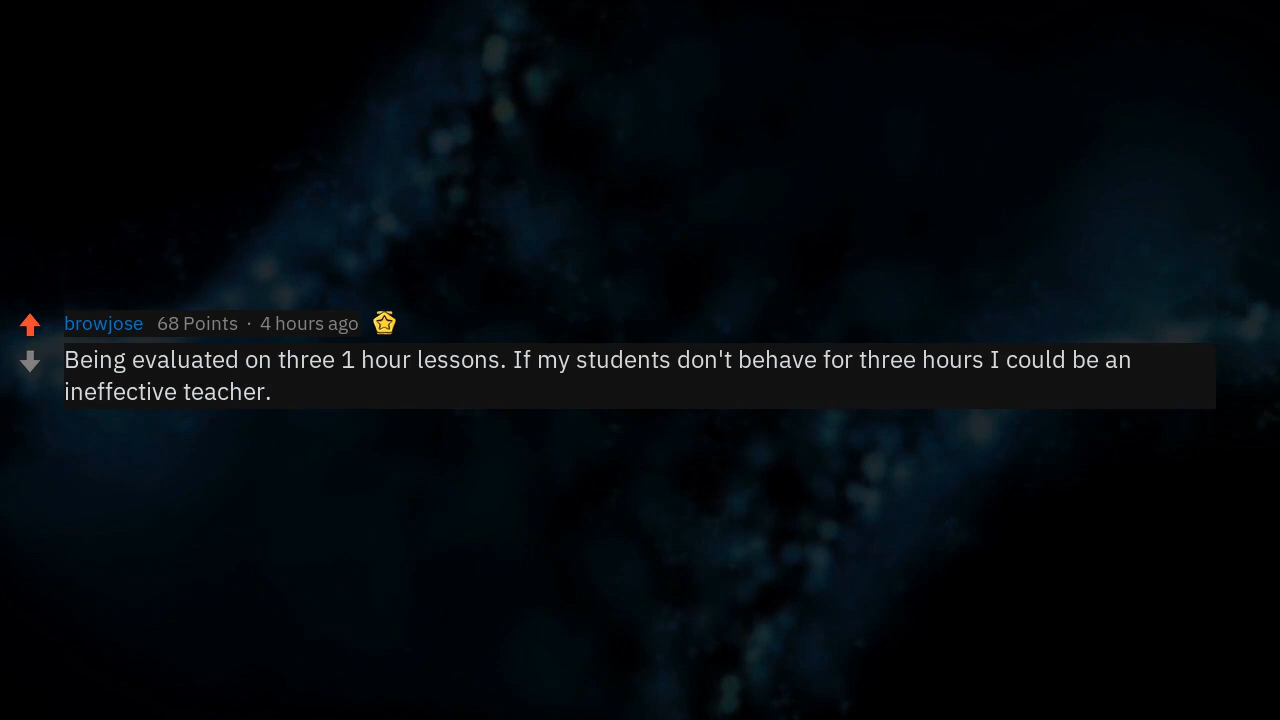 browjose 68 Points · 4 hours ago
Being evaluated on three 1 hour lessons. If my students don't behave for three hours I could be an
ineffective teacher.